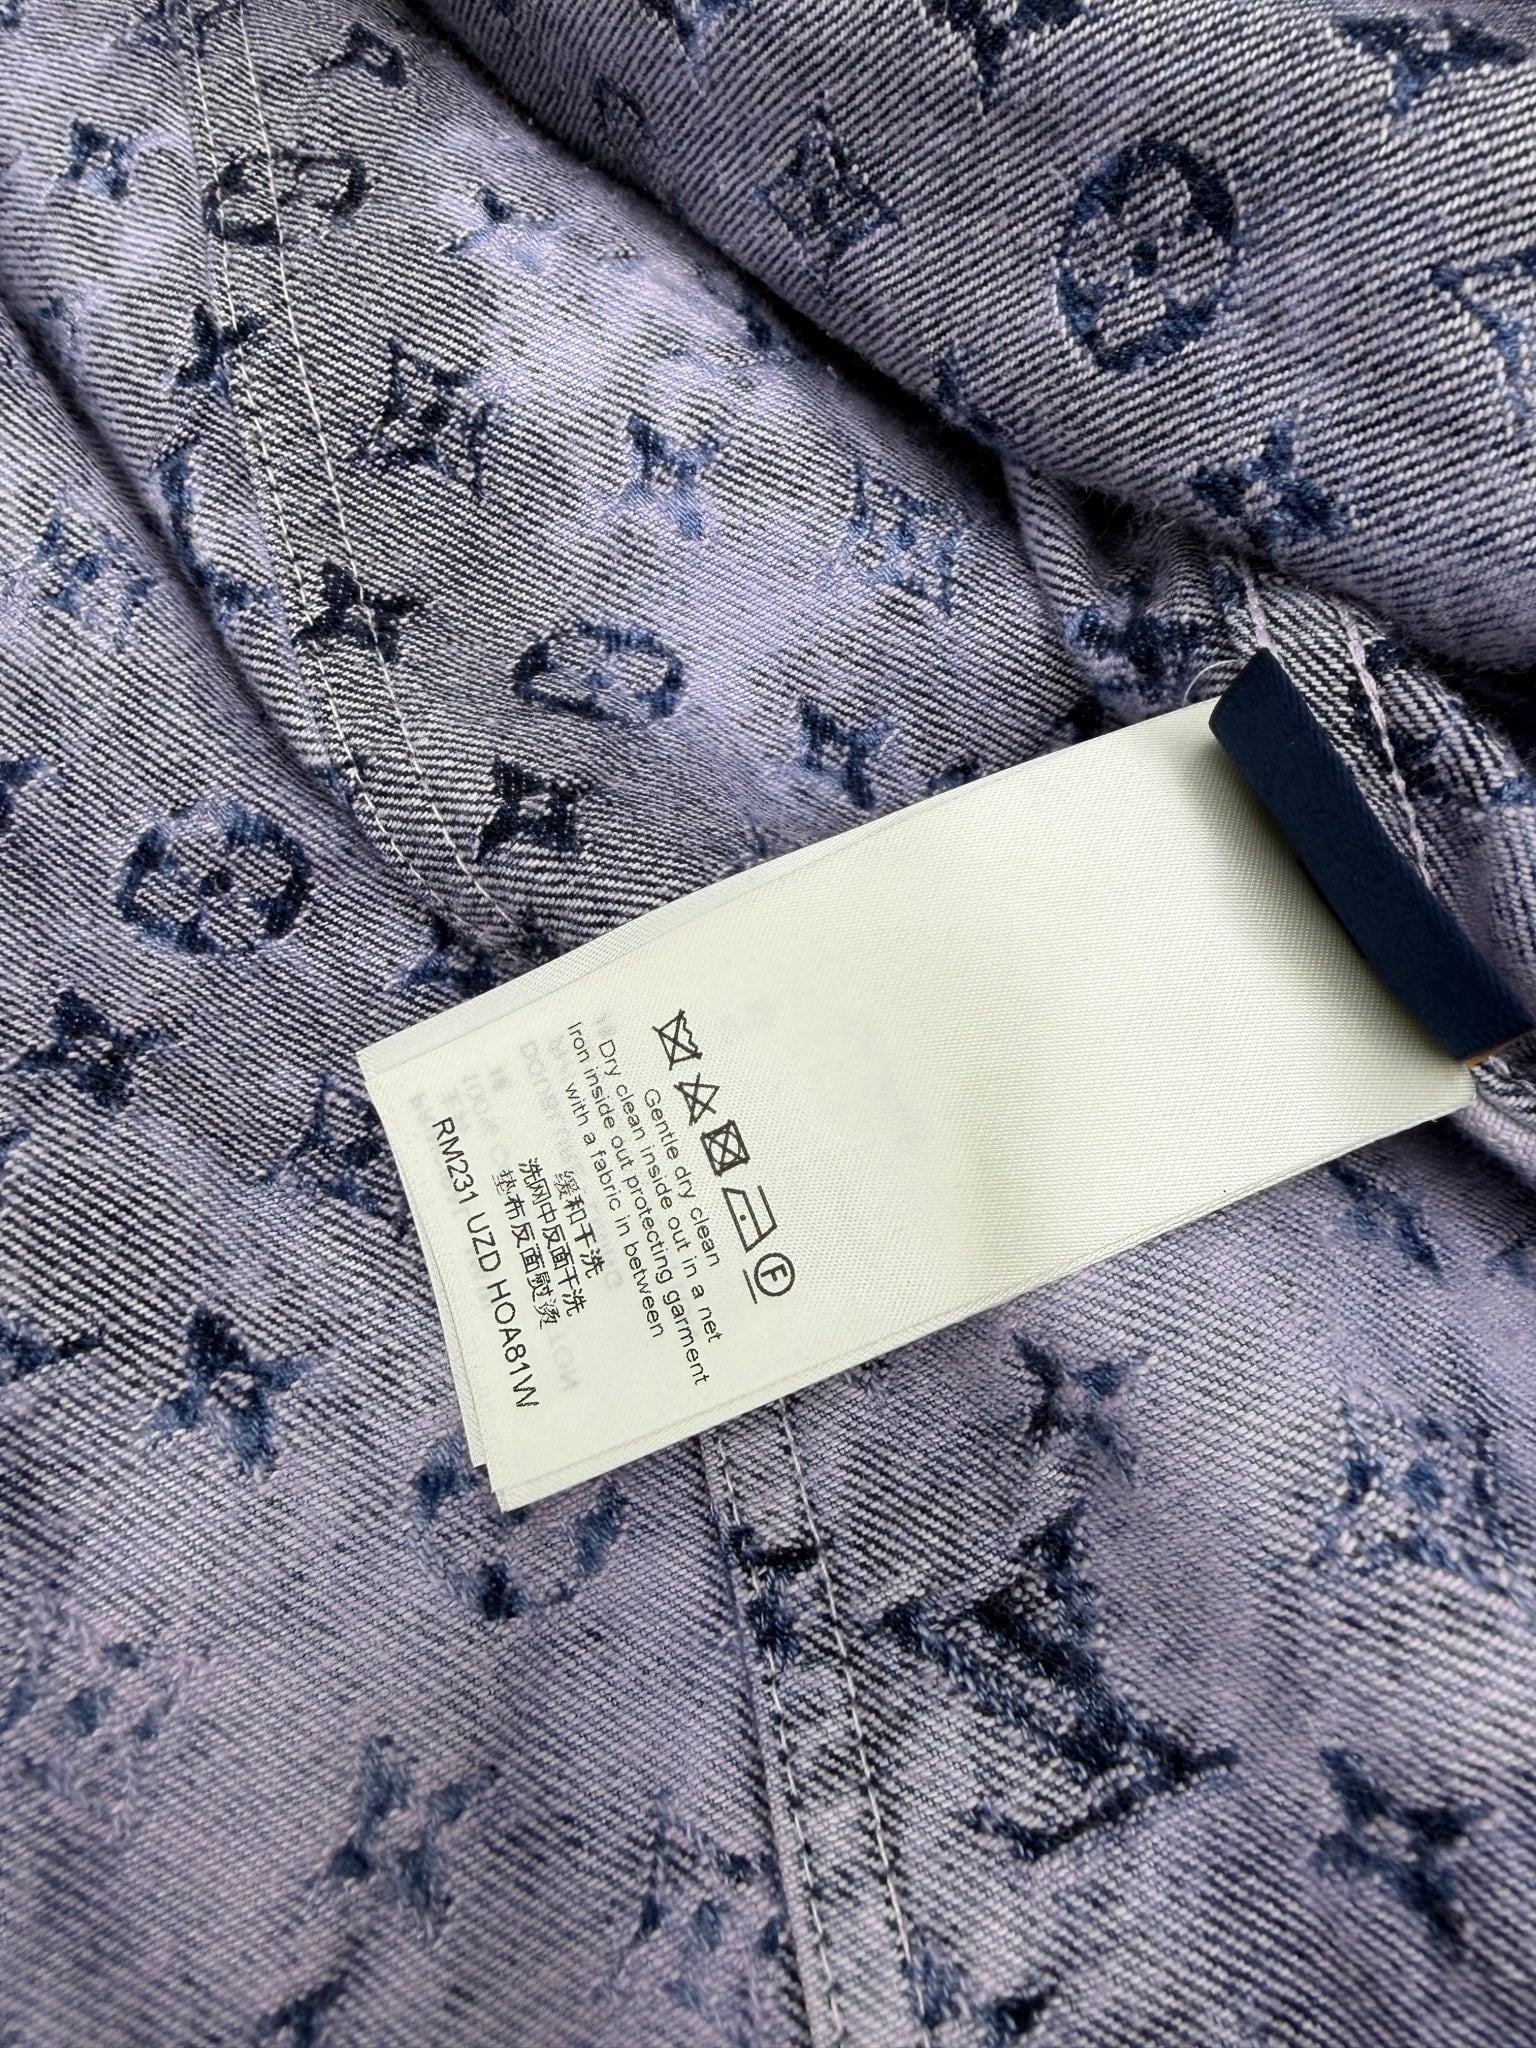 F
Gentle dry clean
Dry clean inside out in a net
Iron inside out protecting garment
with a fabric in between
缓和干洗
洗网中反面干洗
垫布反面熨烫
RM231 UZD HOA81W